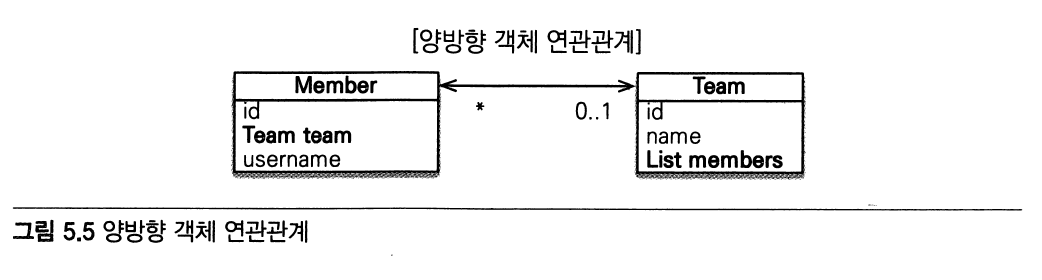 [양방향 객체 연관관계]
Member
id
Team team
username
* 0..1
Team
id
name
List members
그림 5.5 양방향 객체 연관관계